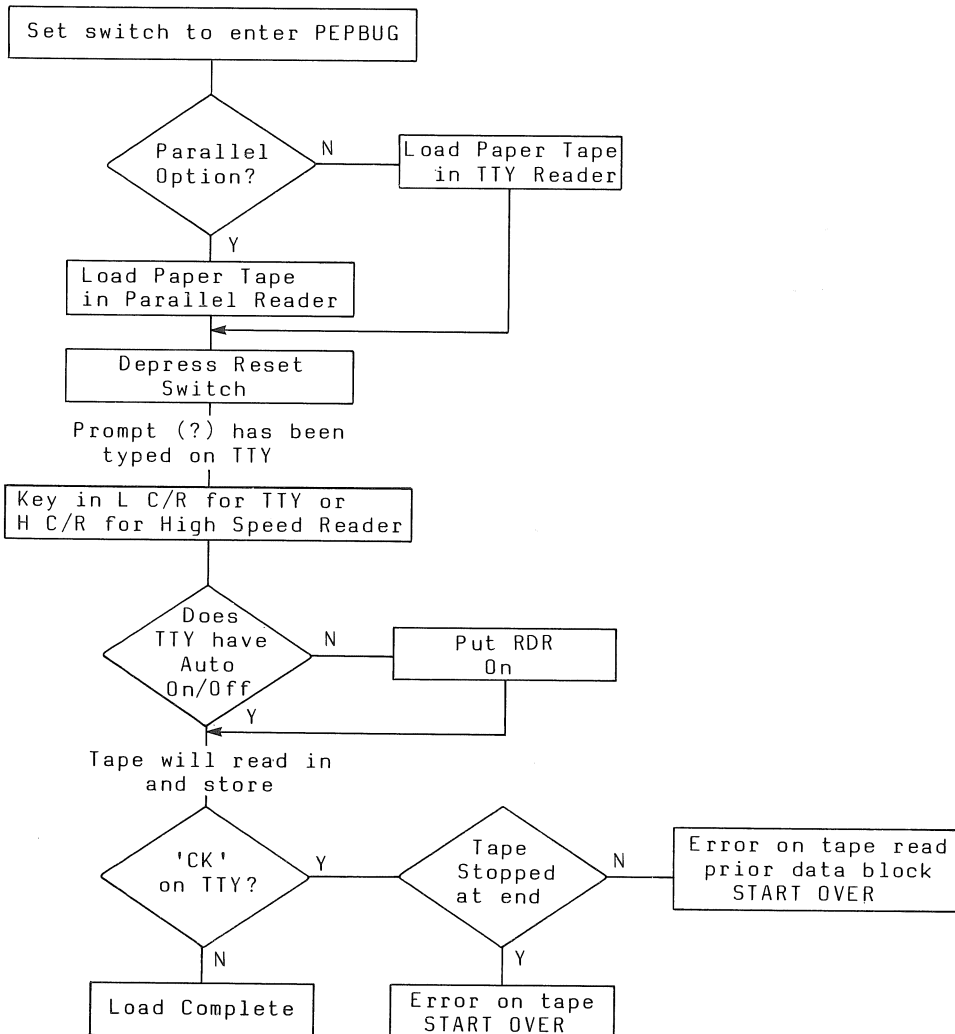 Set switch to enter PEPBUG
Parallel
Option?
N
Load Paper Tape
in TTY Reader
Y
Load Paper Tape
in Parallel Reader
Depress Reset
Switch
Prompt (?) has been
typed on TTY
Key in L C/R for TTY or
H C/R for High Speed Reader
Does
TTY have
Auto
On/Off
N
Put RDR
On
Y
Tape will read in
and store
'CK'
on TTY?
Y
Tape
Stopped
at end
N
Error on tape read
prior data block
START OVER
N
Load Complete
Y
Error on tape
START OVER